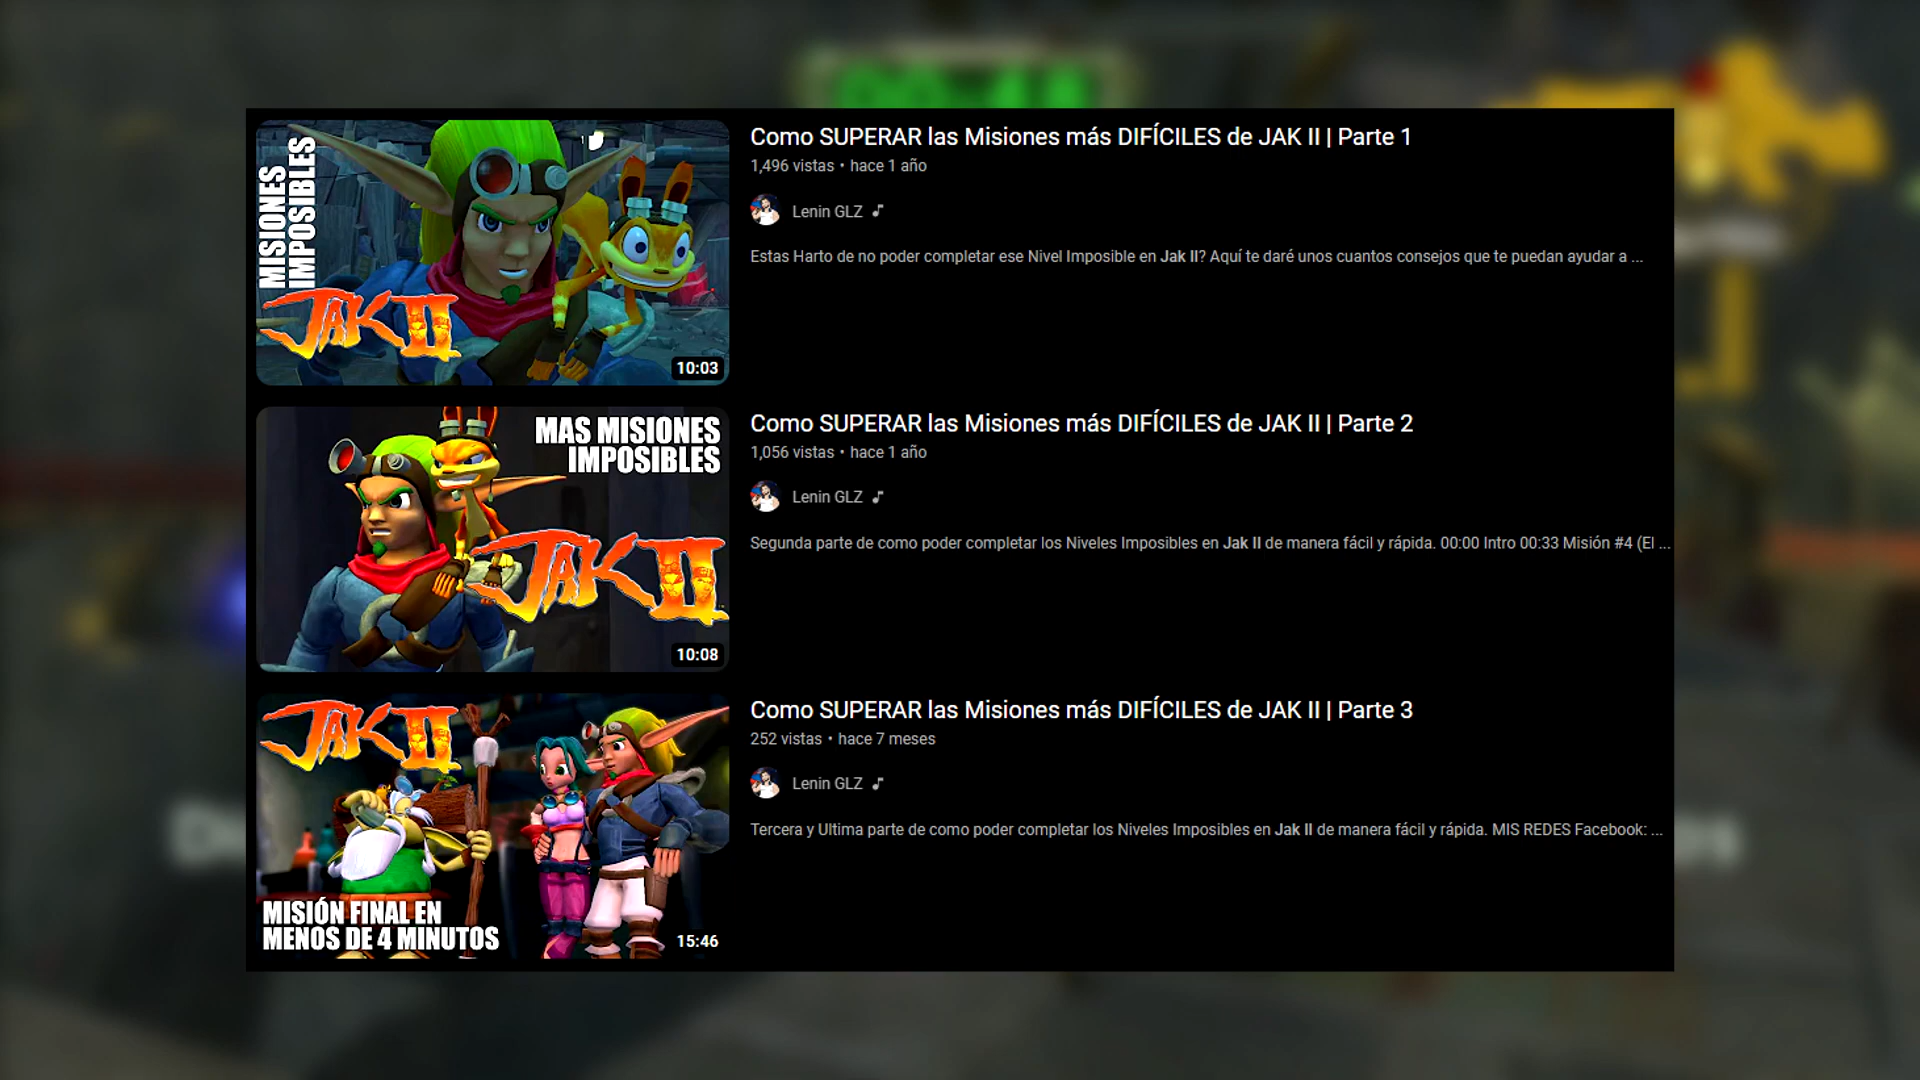 00:44
MISIONES
IMPOSIBLES
JAK II
10:03
Como SUPERAR las Misiones más DIFÍCILES de JAK II | Parte 1
1,496 vistas • hace 1 año
Lenin GLZ
Estas Harto de no poder completar ese Nivel Imposible en Jak II? Aquí te daré unos cuantos consejos que te puedan ayudar a ...
MAS MISIONES
IMPOSIBLES
JAK II
10:08
Como SUPERAR las Misiones más DIFÍCILES de JAK II | Parte 2
1,056 vistas • hace 1 año
Lenin GLZ
Segunda parte de como poder completar los Niveles Imposibles en Jak II de manera fácil y rápida. 00:00 Intro 00:33 Misión #4 (El ...
JAK II
MISIÓN FINAL EN
MENOS DE 4 MINUTOS
15:46
Como SUPERAR las Misiones más DIFÍCILES de JAK II | Parte 3
252 vistas • hace 7 meses
Lenin GLZ
Tercera y Ultima parte de como poder completar los Niveles Imposibles en Jak II de manera fácil y rápida. MIS REDES Facebook: ...